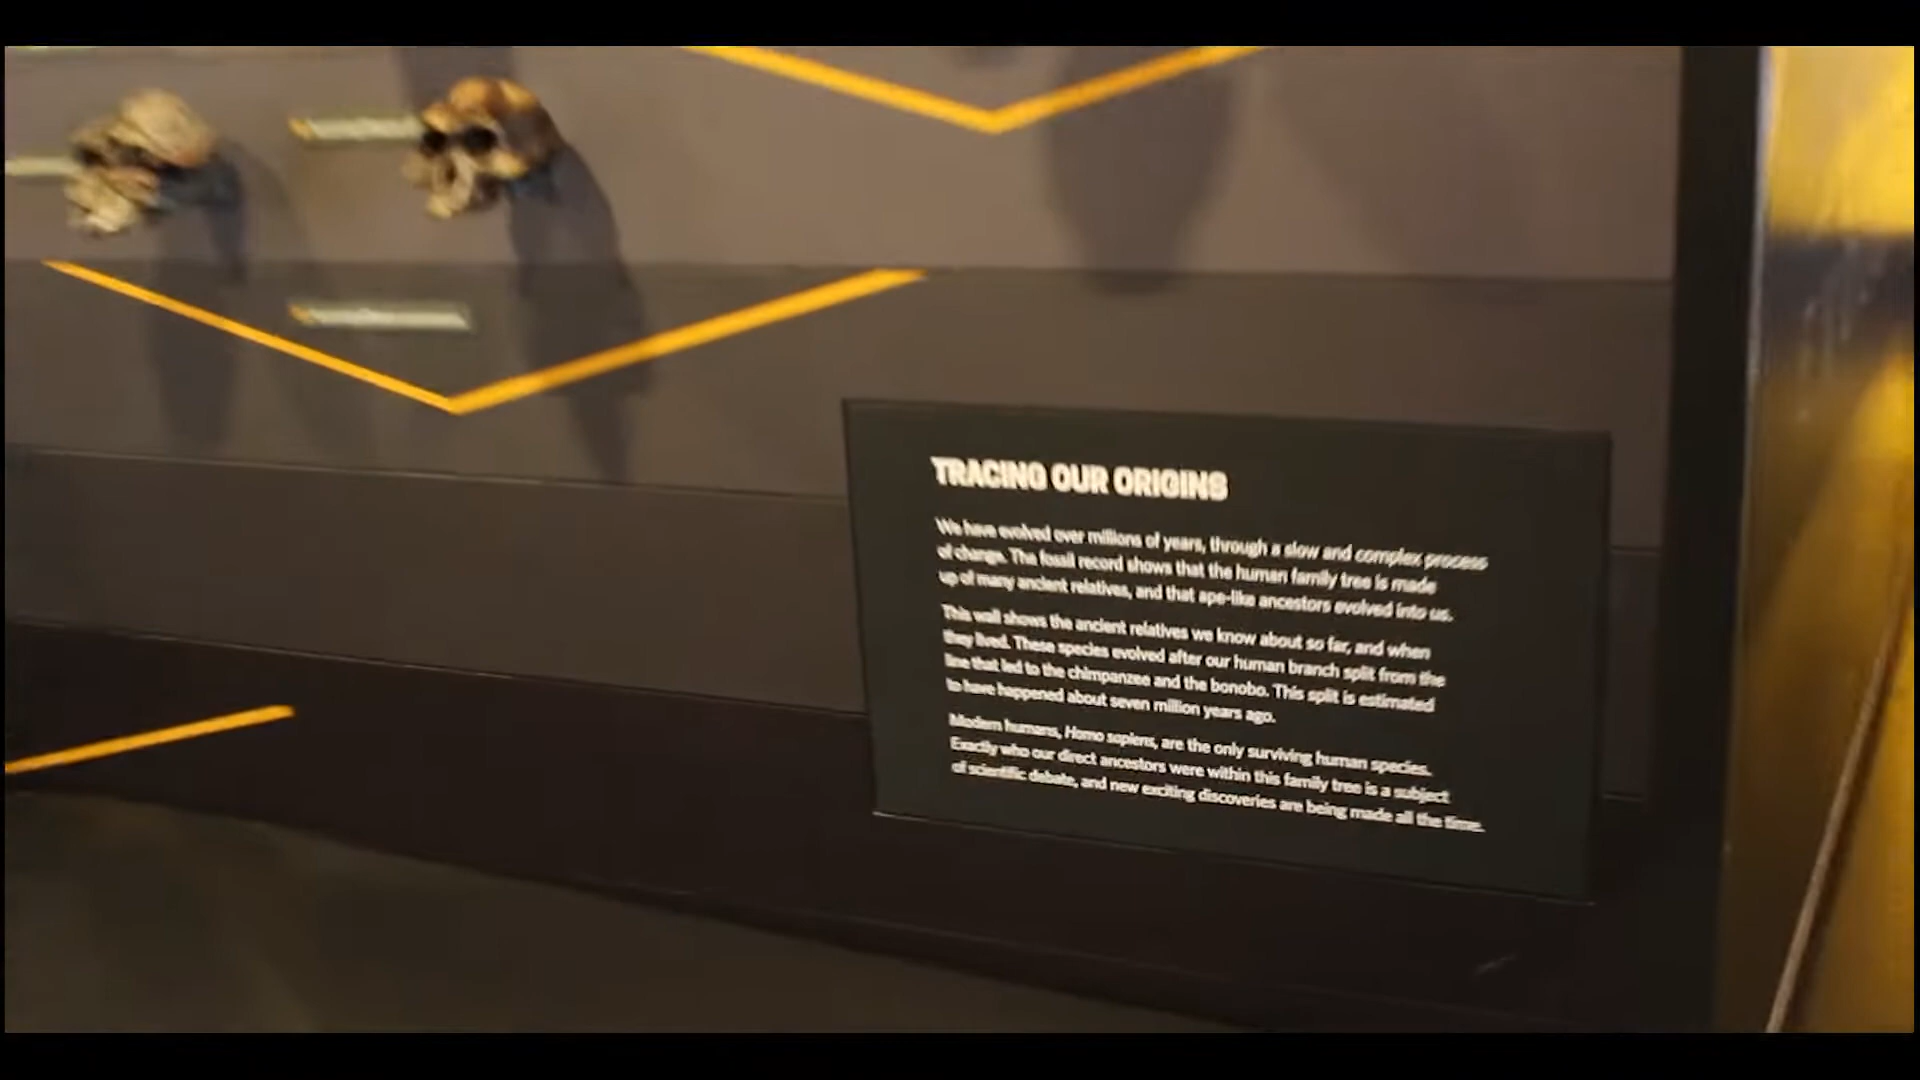 TRACING OUR ORIGINS
We have evolved over millions of years, through a slow and complex process
of change. The fossil record shows that the human family tree is made
up of many ancient relatives, and that ape-like ancestors evolved into us.
This wall shows the ancient relatives we know about so far, and when
they lived. These species evolved after our human branch split from the
line that led to the chimpanzee and the bonobo. This split is estimated
to have happened about seven million years ago.
Modern humans, Homo sapiens, are the only surviving human species.
Exactly who our direct ancestors were within this family tree is a subject
of scientific debate, and new exciting discoveries are being made all the time.